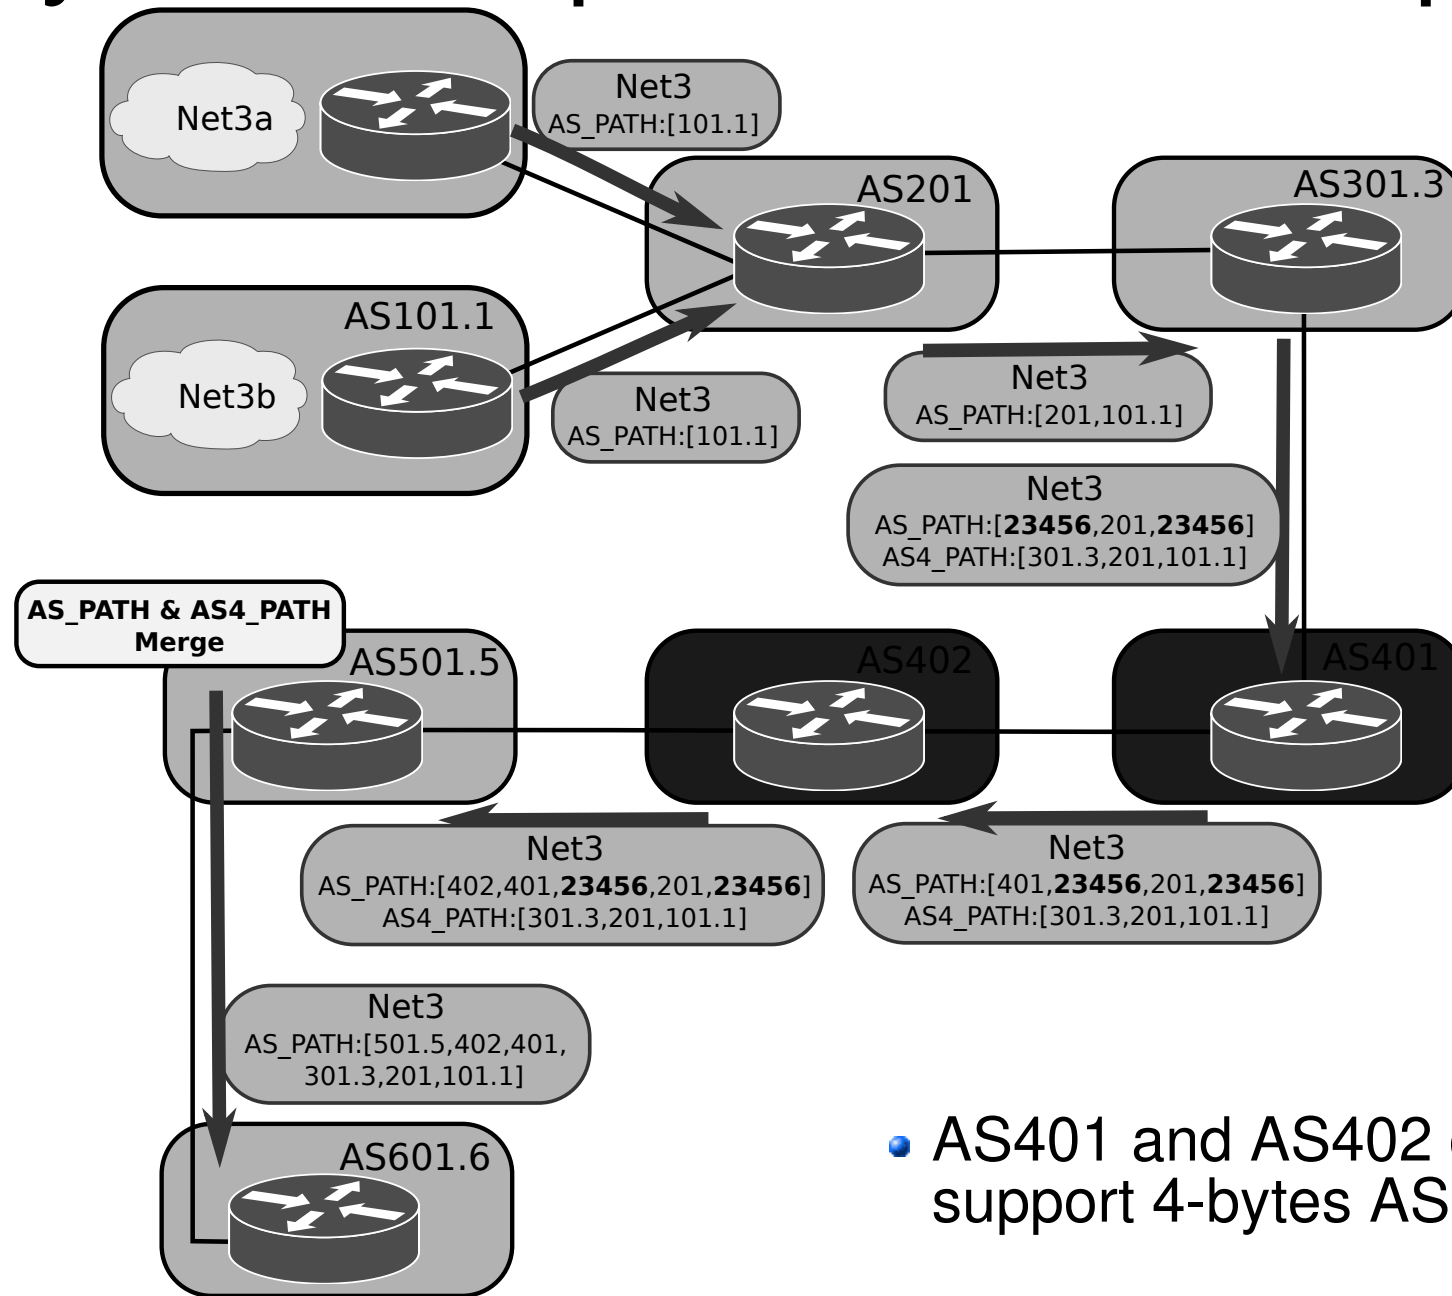 Net3a
Net3
AS_PATH:[101.1]
AS201
AS301.3
AS101.1
Net3b
Net3
AS_PATH:[101.1]
Net3
AS_PATH:[201,101.1]
Net3
AS_PATH:[23456,201,23456]
AS4_PATH:[301.3,201,101.1]
AS_PATH & AS4_PATH
Merge
AS501.5
AS402
AS401
Net3
AS_PATH:[402,401,23456,201,23456]
AS4_PATH:[301.3,201,101.1]
Net3
AS_PATH:[401,23456,201,23456]
AS4_PATH:[301.3,201,101.1]
Net3
AS_PATH:[501.5,402,401,
301.3,201,101.1]
AS601.6
AS401 and AS402
support 4-bytes AS